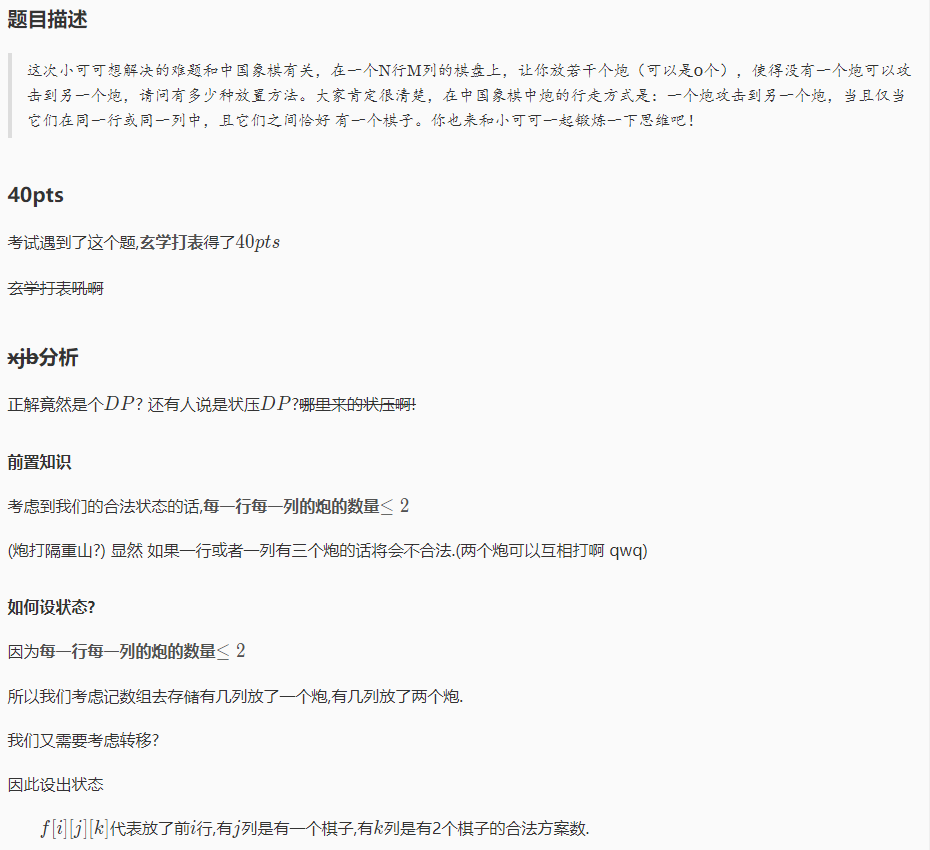 题目描述
这次小可可想解决的难题和中国象棋有关，在一个N行M列的棋盘上，让你放若干个炮（可以是0个），使得没有一个炮可以攻
击到另一个炮，请问有多少种放置方法。大家肯定很清楚，在中国象棋中炮的行走方式是：一个炮攻击到另一个炮，当且仅当
它们在同一行或同一列中，且它们之间恰好 有一个棋子。你也来和小可可一起锻炼一下思维吧！
40pts
考试遇到了这个题,玄学打表得了40pts
玄学打表吼啊
xjb分析
正解竟然是个DP? 还有人说是状压DP?哪里来的状压啊!
前置知识
考虑到我们的合法状态的话,每一行每一列的炮的数量≤ 2
(炮打隔重山?) 显然 如果一行或者一列有三个炮的话将会不合法.(两个炮可以互相打啊 qwq)
如何设状态?
因为每一行每一列的炮的数量≤ 2
所以我们考虑记数组去存储有几列放了一个炮,有几列放了两个炮.
我们又需要考虑转移?
因此设出状态
f[i][j][k]代表放了前i行,有j列是有一个棋子,有k列是有2个棋子的合法方案数.